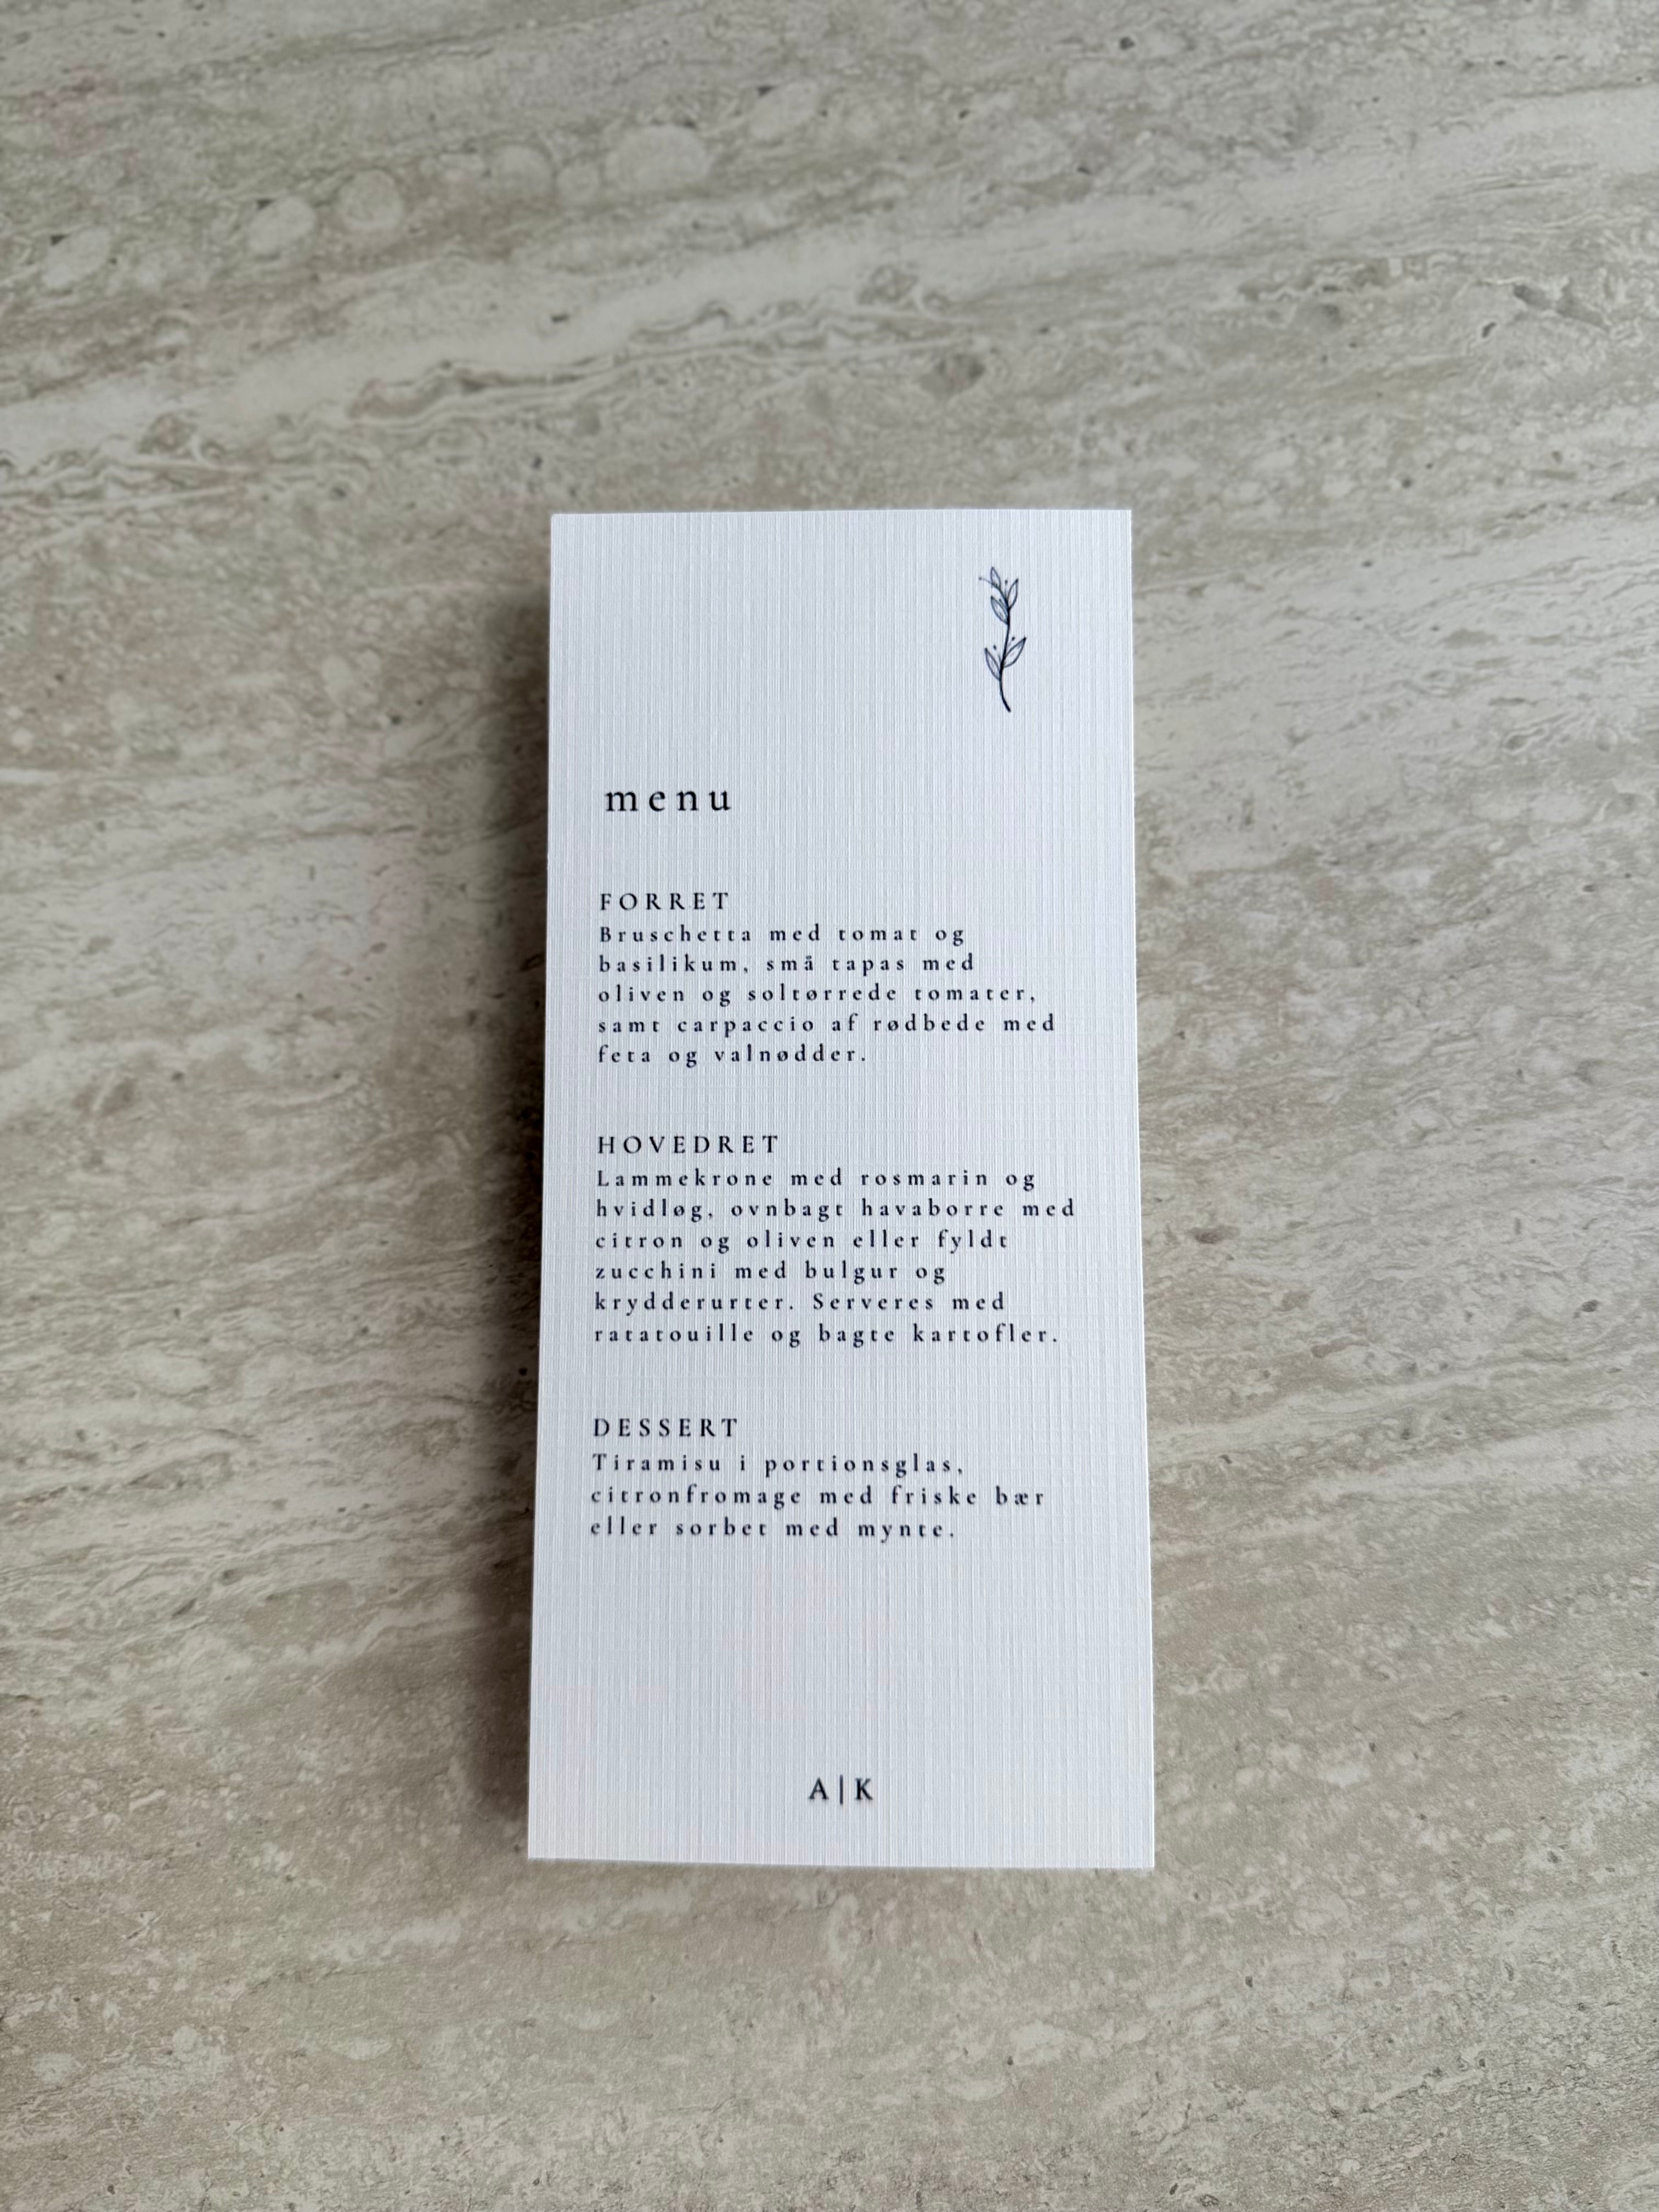 menu
FORRET
Bruschetta med tomat og
basilikum, små tapas med
oliven og soltørrede tomater,
samt carpaccio af rødbede med
feta og valnødder.
HOVEDRET
Lammekrone med rosmarin og
hvidløg, ovnbagt havaborre med
citron og oliven eller fyldt
zucchini med bulgur og
krydderurter. Serveres med
ratatouille og bagte kartofler.
DESSERT
Tiramisu i portionsglas,
citronfromage med friske bær
eller sorbet med mynte.
A|K